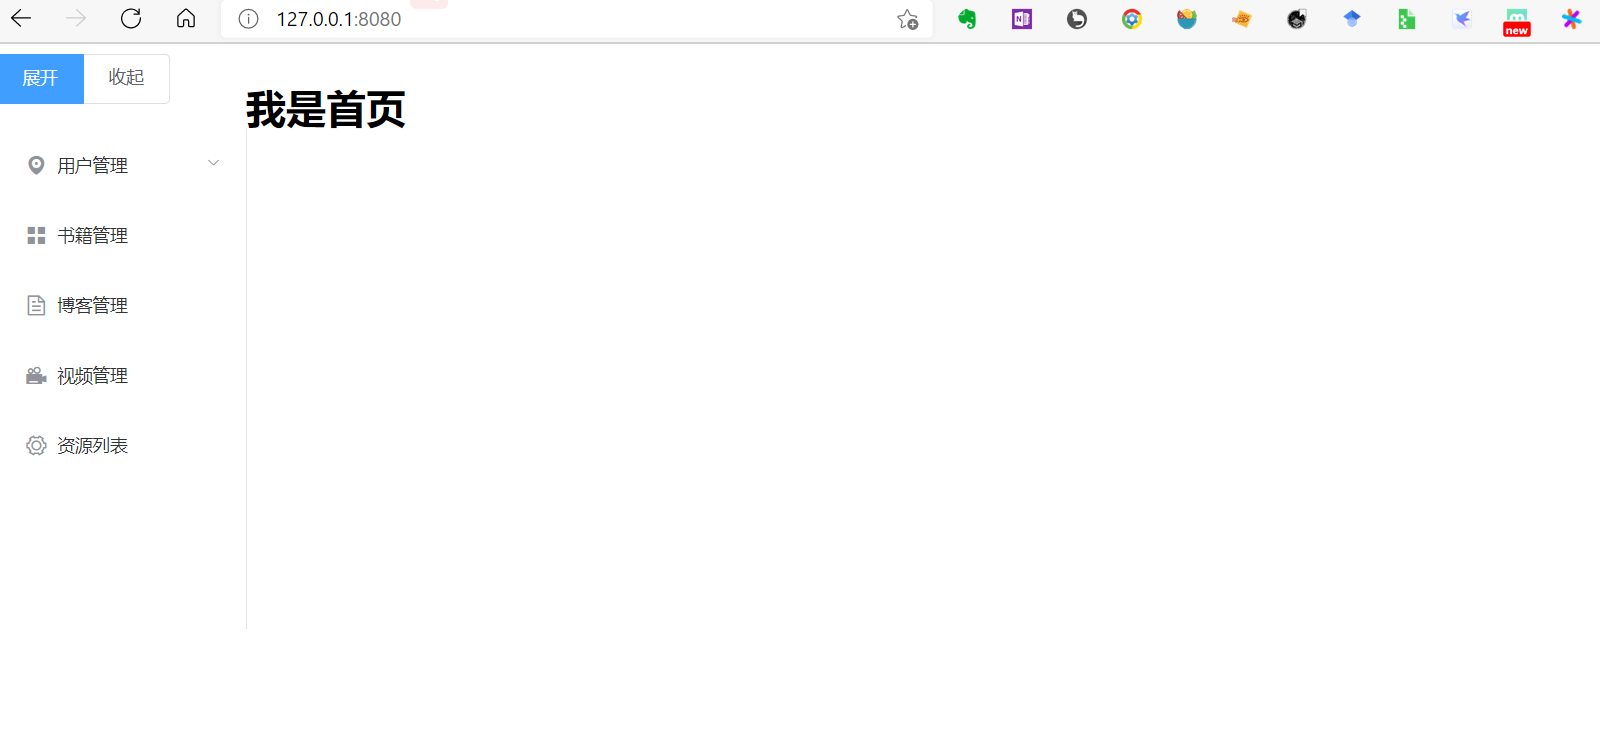 127.0.0.1:8080
new
展开 收起
我是首页
用户管理
书籍管理
博客管理
视频管理
资源列表